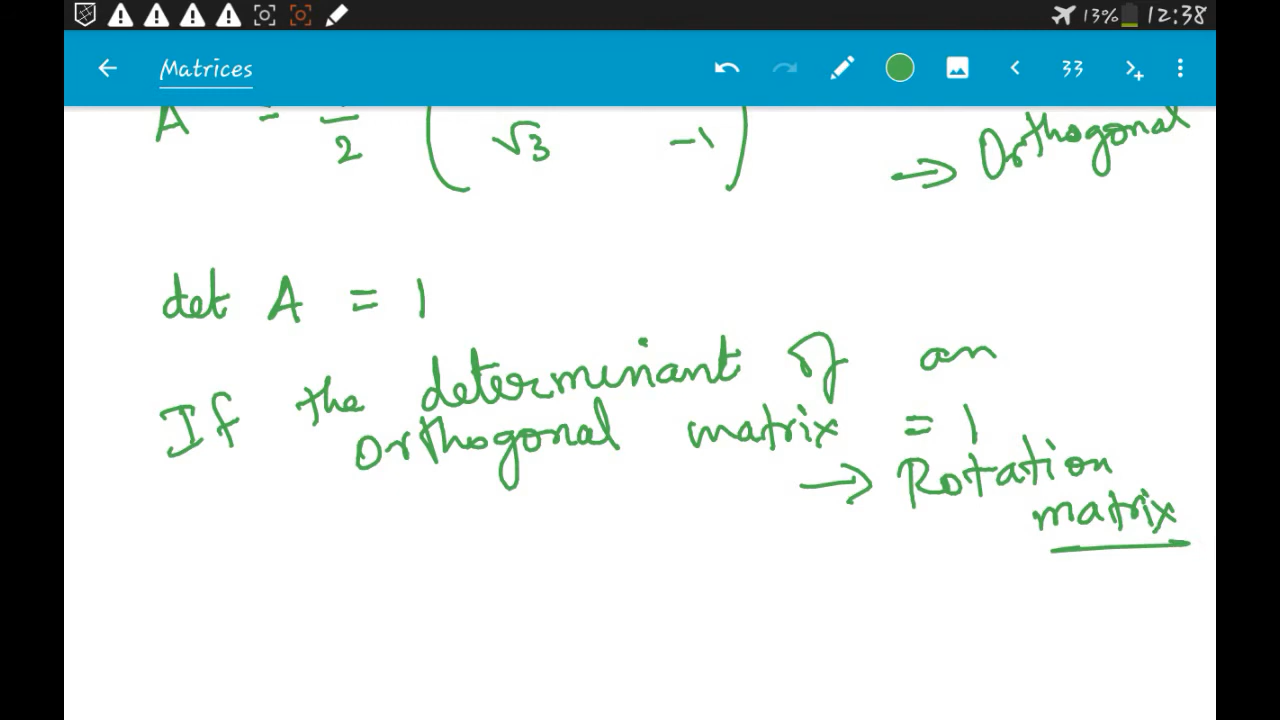 13% 12:38
Matrices
33
A = 2 ( √3 -1 )
→ Orthogonal
det A = 1
If the determinant of an
orthogonal matrix = 1
→ Rotation
matrix